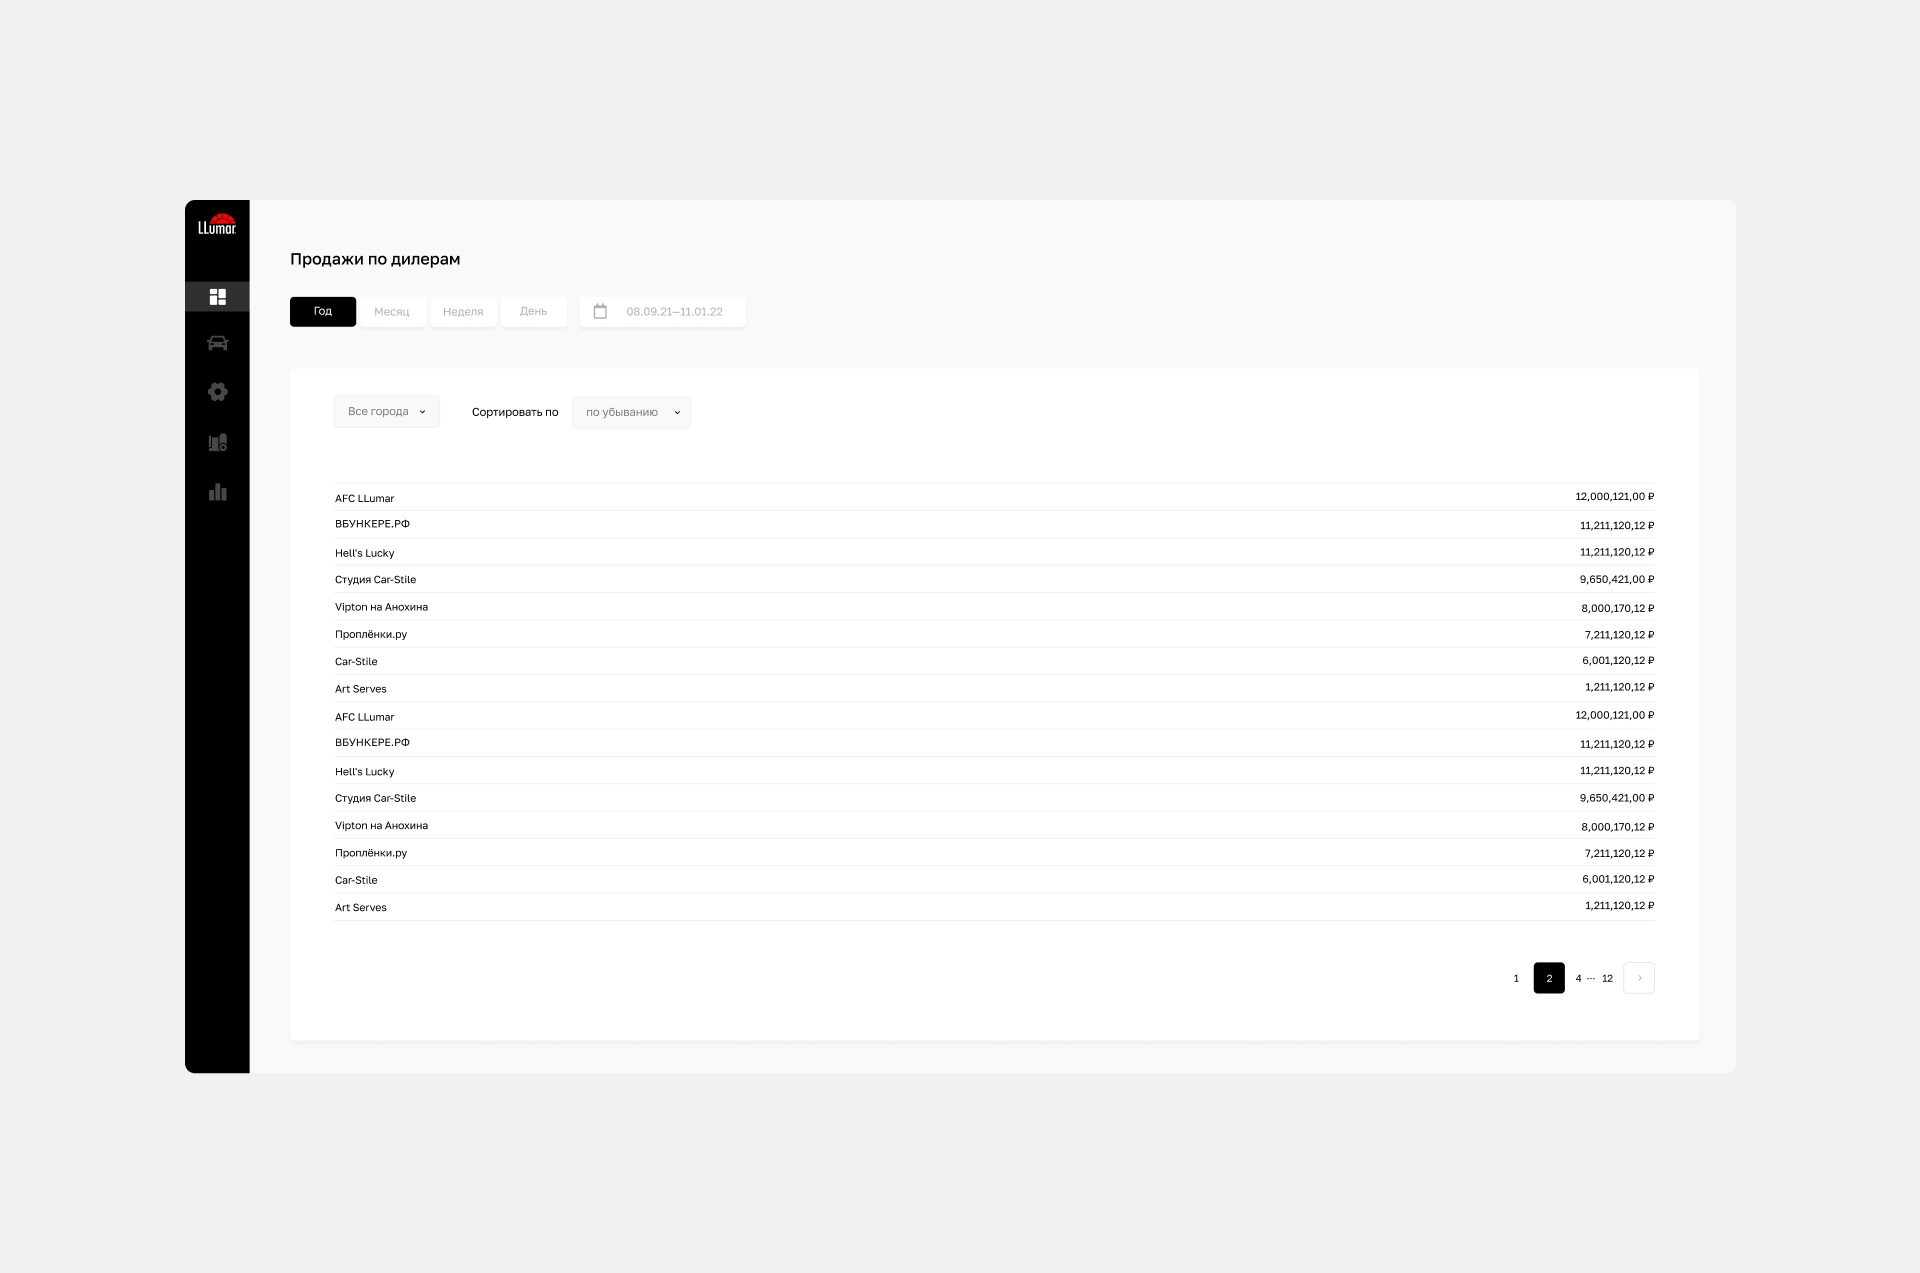 LLumar
Продажи по дилерам
Год Месяц Неделя День 08.09.21—11.01.22
Все города Сортировать по по убыванию
AFC LLumar 12,000,121,00 ₽
ВБУНКЕРЕ.РФ 11,211,120,12 ₽
Hell's Lucky 11,211,120,12 ₽
Студия Car-Stile 9,650,421,00 ₽
Vipton на Анохина 8,000,170,12 ₽
Проплёнки.ру 7,211,120,12 ₽
Car-Stile 6,001,120,12 ₽
Art Serves 1,211,120,12 ₽
AFC LLumar 12,000,121,00 ₽
ВБУНКЕРЕ.РФ 11,211,120,12 ₽
Hell's Lucky 11,211,120,12 ₽
Студия Car-Stile 9,650,421,00 ₽
Vipton на Анохина 8,000,170,12 ₽
Проплёнки.ру 7,211,120,12 ₽
Car-Stile 6,001,120,12 ₽
Art Serves 1,211,120,12 ₽
1 2 4 ··· 12